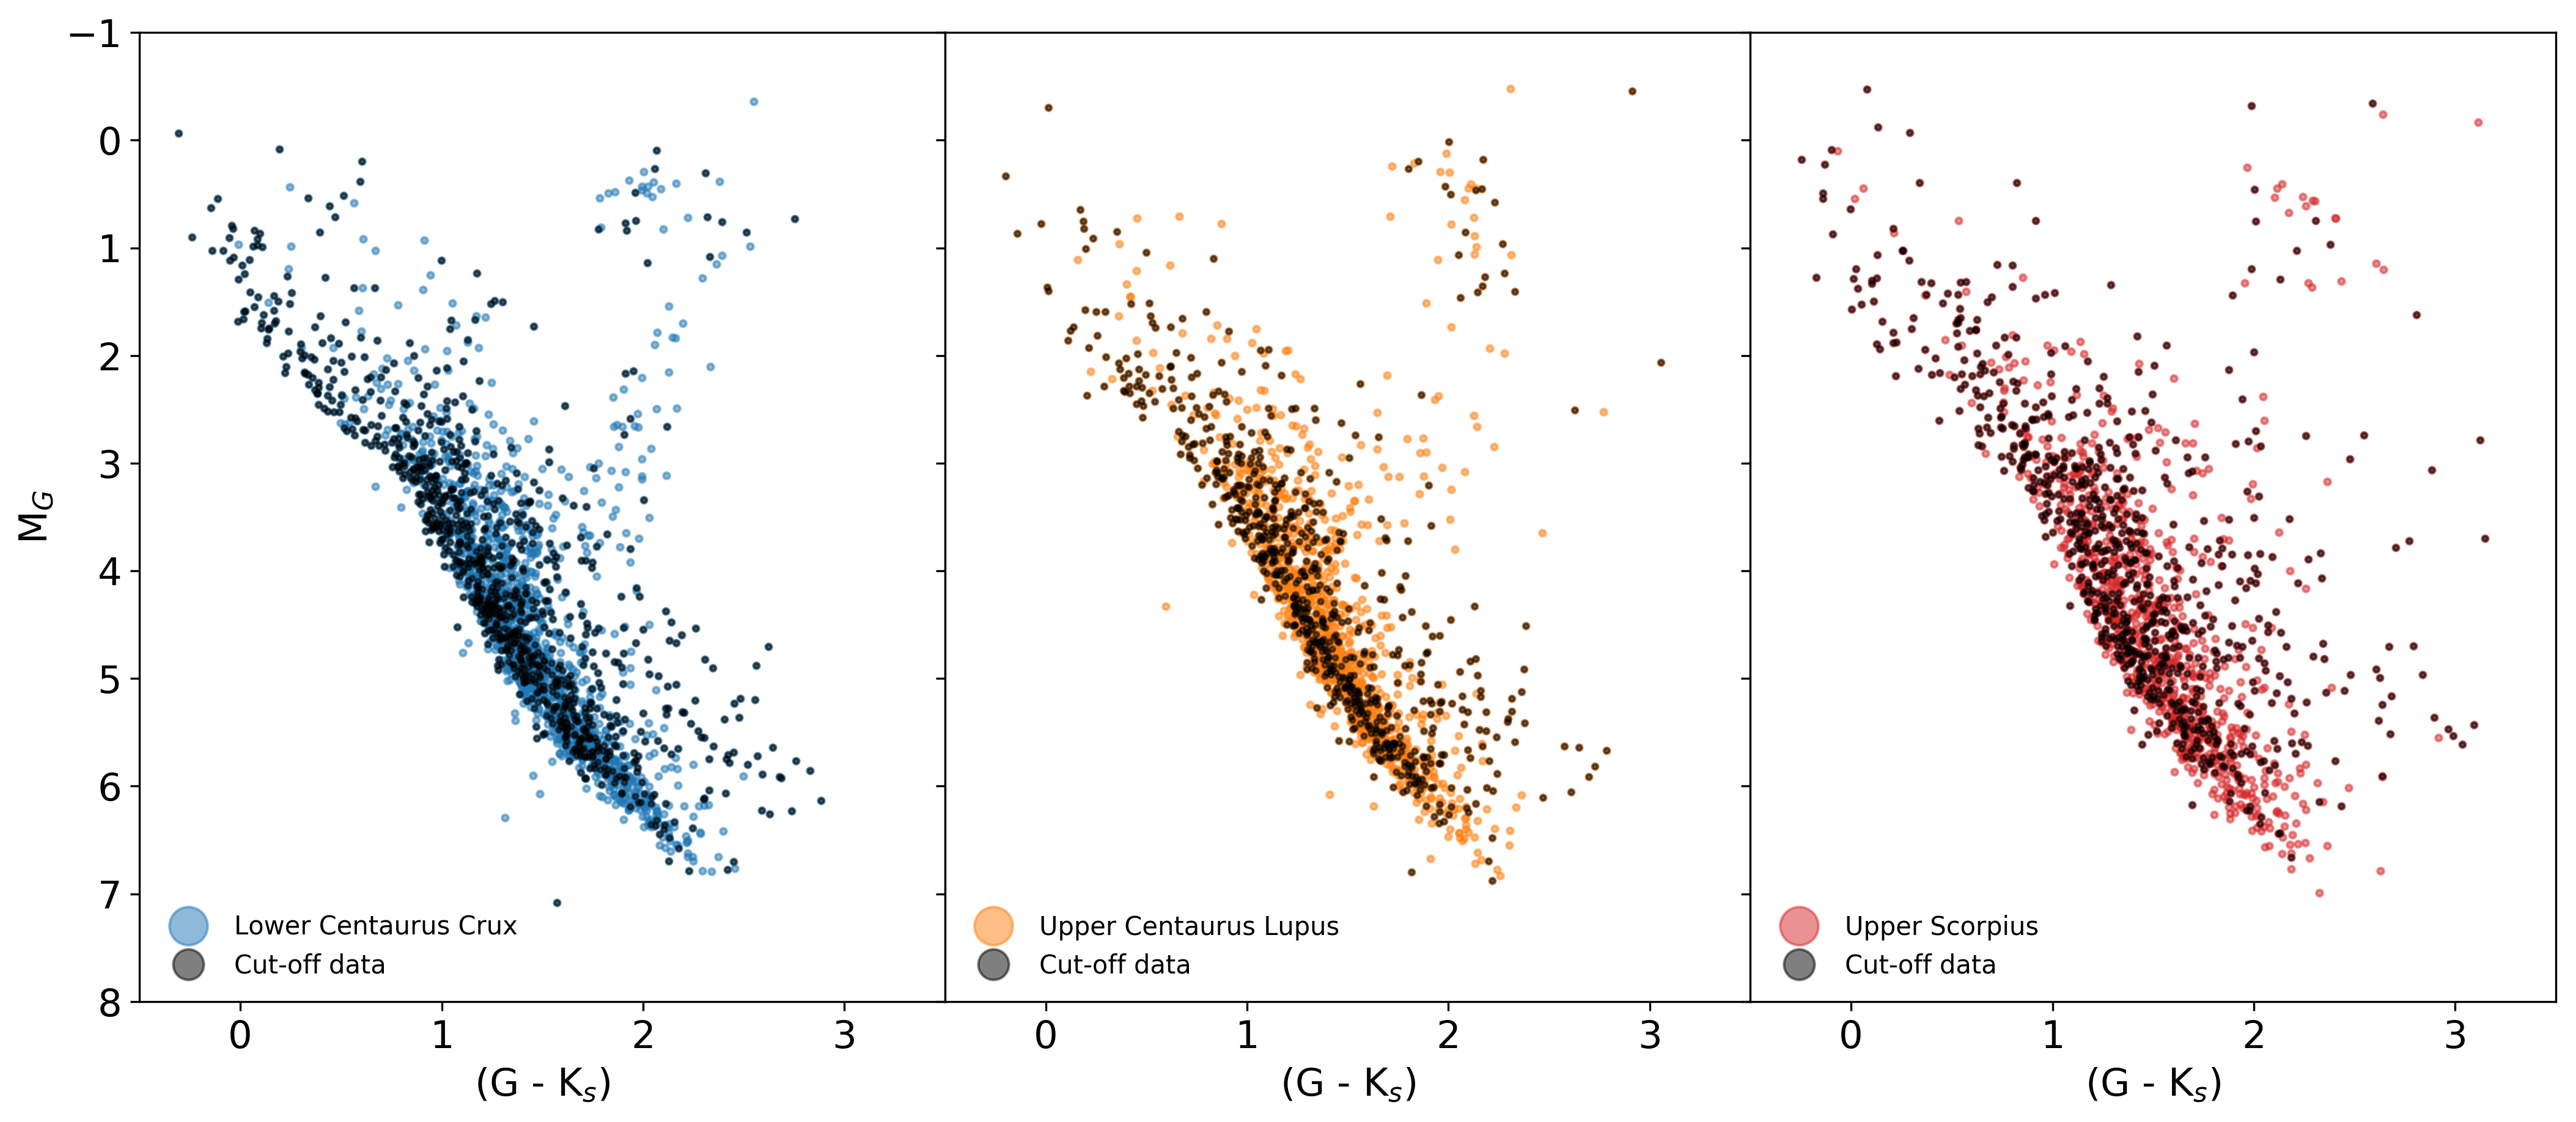 −1
0
1
2
3
4
5
6
7
8
M_G
Lower Centaurus Crux
Cut-off data
Upper Centaurus Lupus
Cut-off data
Upper Scorpius
Cut-off data
0 1 2 3
0 1 2 3
0 1 2 3
(G - K_s)
(G - K_s)
(G - K_s)